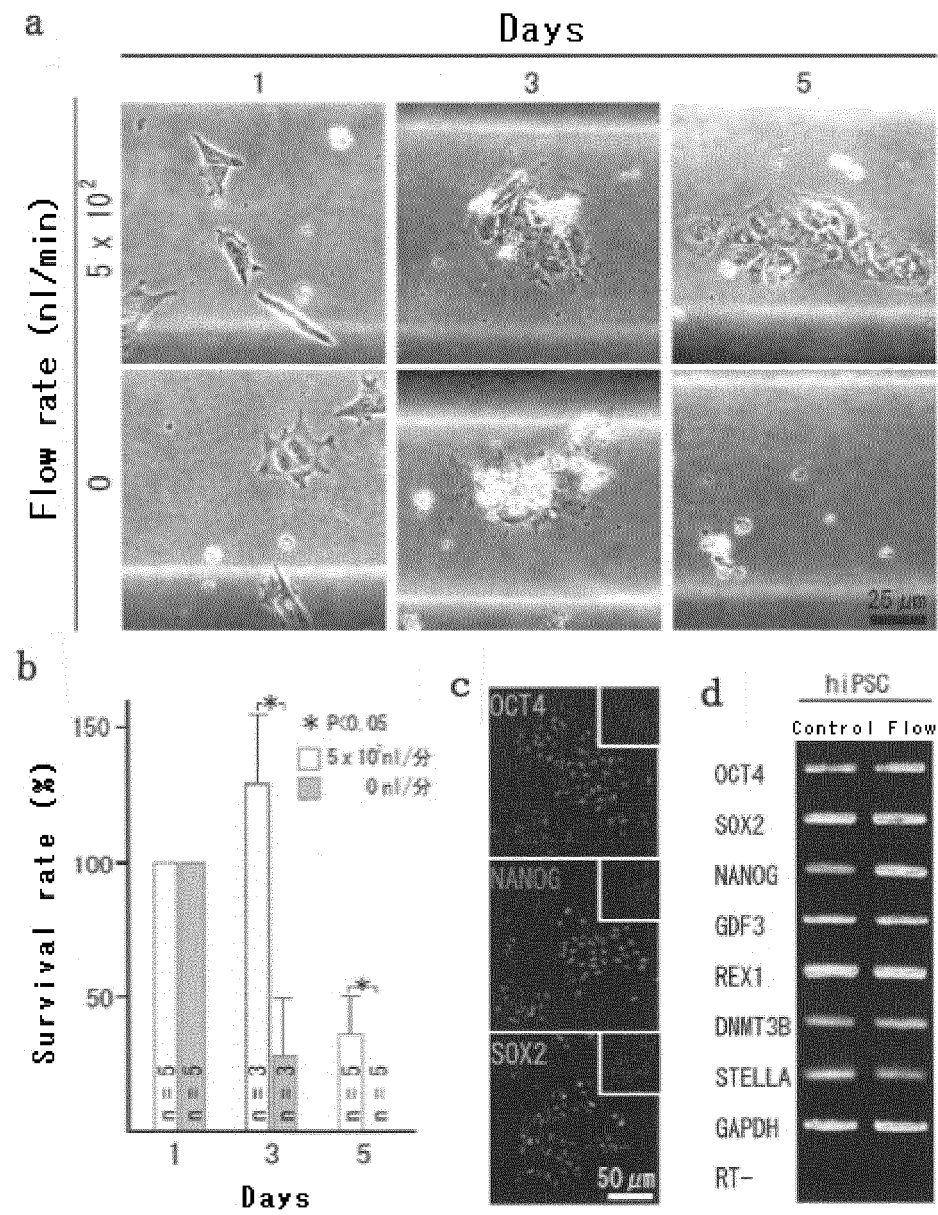 a
Days
1 3 5
Flow rate (nl/min)
5 x 10²
0
25 μm
b
Survival rate (%)
150
100
50
* P<0.05
5 x 10²nl/分
0nl/分
*
*
n = 5
n = 5
n = 3
n = 3
n = 5
n = 5
1 3 5
Days
c
OCT4
NANOG
SOX2
50 μm
d
hiPSC
Control Flow
OCT4
SOX2
NANOG
GDF3
REX1
DNMT3B
STELLA
GAPDH
RT-